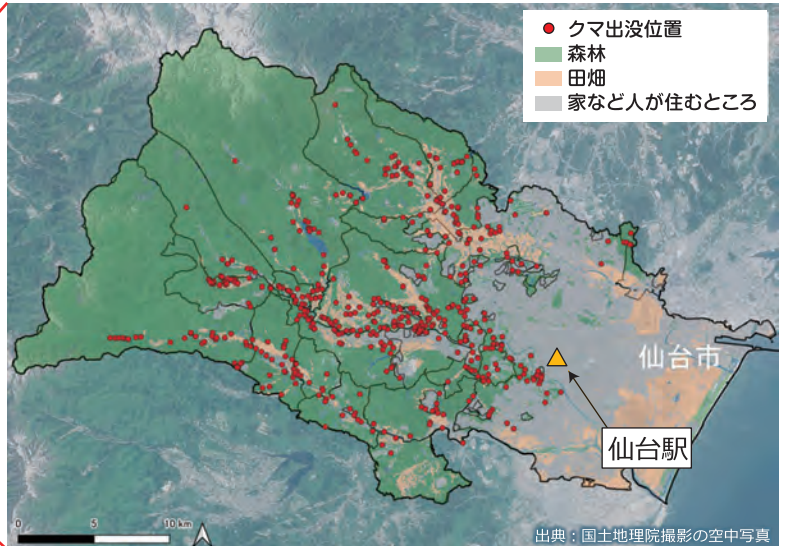 クマ出没位置
森林
田畑
家など人が住むところ
仙台市
仙台駅
0 5 10 km
出典：国土地理院撮影の空中写真